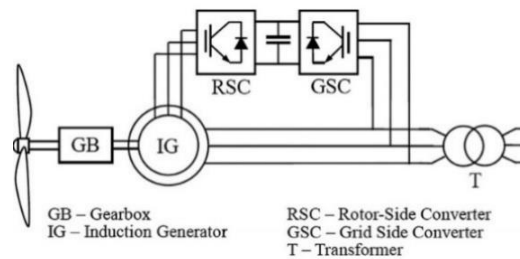 RSC
GSC
GB
IG
T
GB – Gearbox
IG – Induction Generator
RSC – Rotor-Side Converter
GSC – Grid Side Converter
T – Transformer